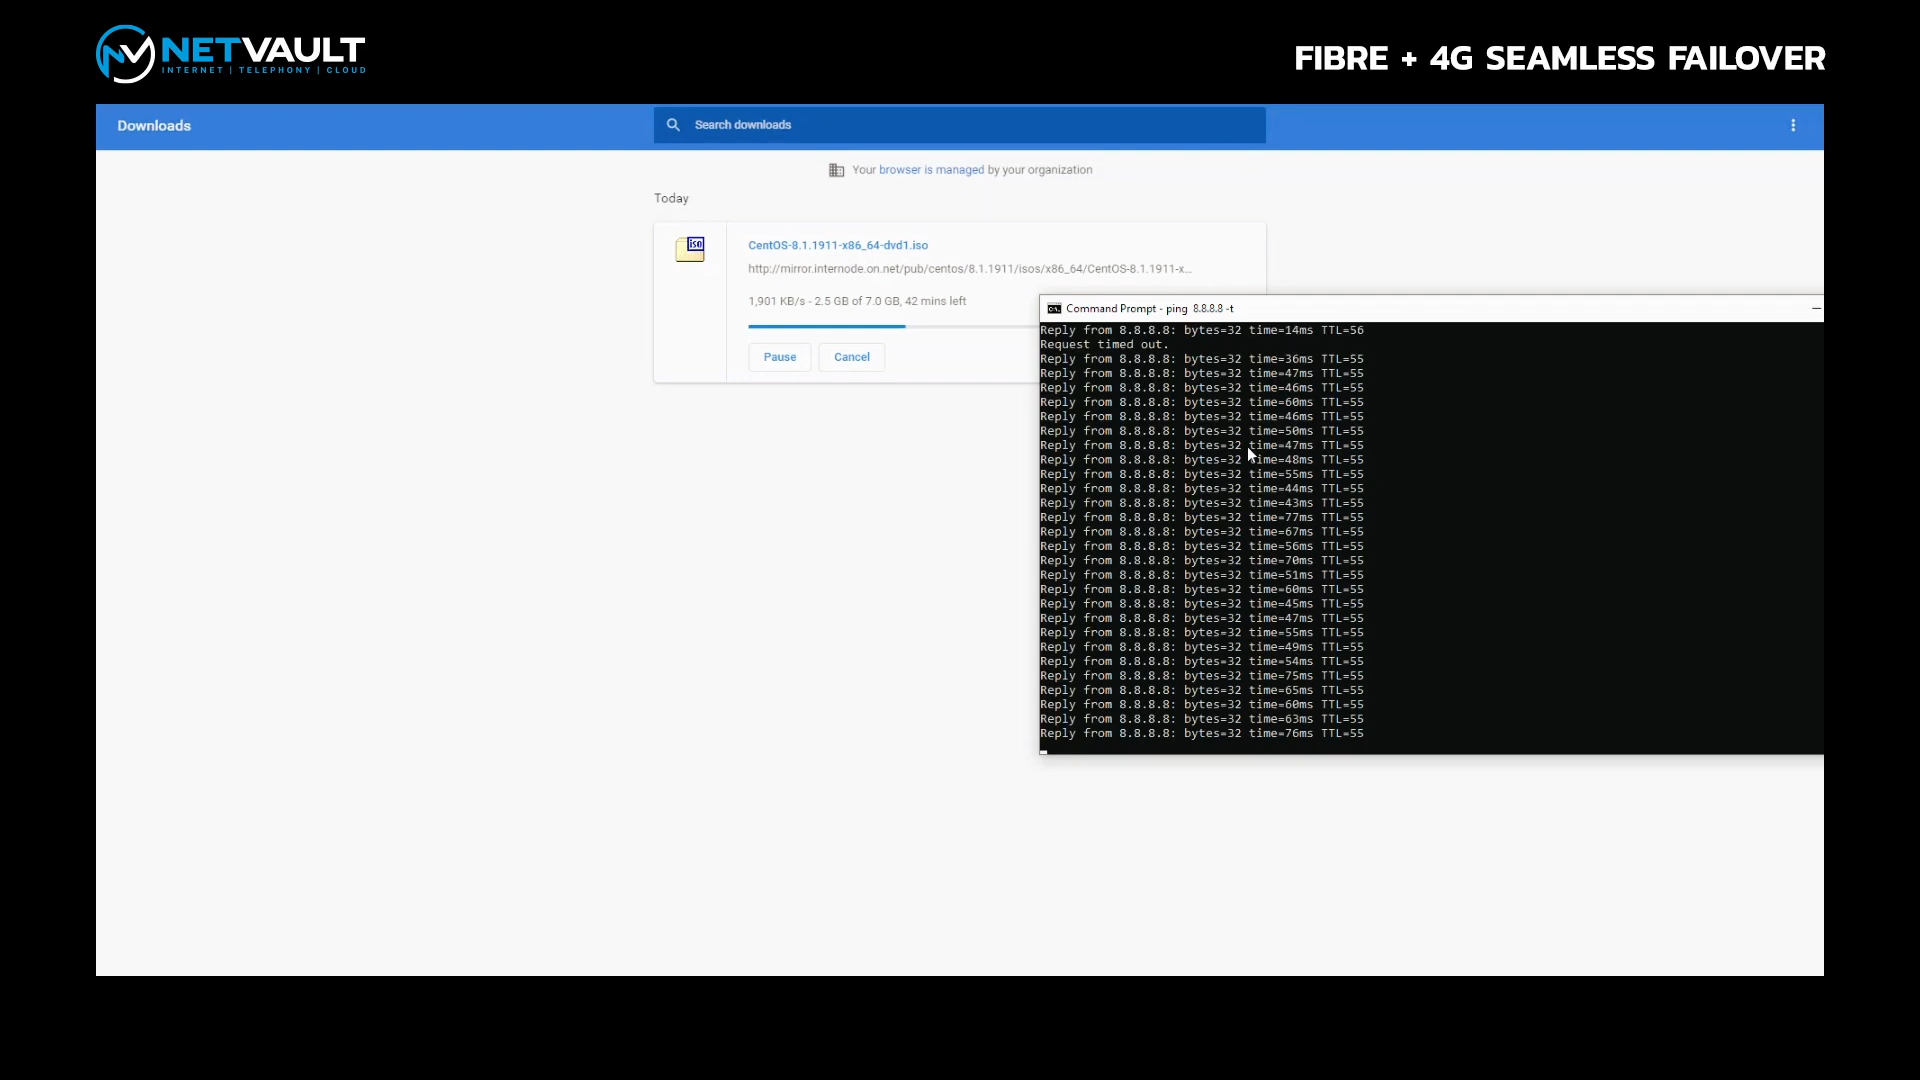 NETVAULT
INTERNET | TELEPHONY | CLOUD
FIBRE + 4G SEAMLESS FAILOVER
Downloads
Search downloads
Your browser is managed by your organization
Today
iso
CentOS-8.1.1911-x86_64-dvd1.iso
http://mirror.internode.on.net/pub/centos/8.1.1911/isos/x86_64/CentOS-8.1.1911-x...
1,901 KB/s - 2.5 GB of 7.0 GB, 42 mins left
Pause
Cancel
Command Prompt - ping 8.8.8.8 -t
Reply from 8.8.8.8: bytes=32 time=14ms TTL=56
Request timed out.
Reply from 8.8.8.8: bytes=32 time=36ms TTL=55
Reply from 8.8.8.8: bytes=32 time=47ms TTL=55
Reply from 8.8.8.8: bytes=32 time=46ms TTL=55
Reply from 8.8.8.8: bytes=32 time=60ms TTL=55
Reply from 8.8.8.8: bytes=32 time=46ms TTL=55
Reply from 8.8.8.8: bytes=32 time=50ms TTL=55
Reply from 8.8.8.8: bytes=32 time=47ms TTL=55
Reply from 8.8.8.8: bytes=32 time=48ms TTL=55
Reply from 8.8.8.8: bytes=32 time=55ms TTL=55
Reply from 8.8.8.8: bytes=32 time=44ms TTL=55
Reply from 8.8.8.8: bytes=32 time=43ms TTL=55
Reply from 8.8.8.8: bytes=32 time=77ms TTL=55
Reply from 8.8.8.8: bytes=32 time=67ms TTL=55
Reply from 8.8.8.8: bytes=32 time=56ms TTL=55
Reply from 8.8.8.8: bytes=32 time=70ms TTL=55
Reply from 8.8.8.8: bytes=32 time=51ms TTL=55
Reply from 8.8.8.8: bytes=32 time=60ms TTL=55
Reply from 8.8.8.8: bytes=32 time=45ms TTL=55
Reply from 8.8.8.8: bytes=32 time=47ms TTL=55
Reply from 8.8.8.8: bytes=32 time=55ms TTL=55
Reply from 8.8.8.8: bytes=32 time=49ms TTL=55
Reply from 8.8.8.8: bytes=32 time=54ms TTL=55
Reply from 8.8.8.8: bytes=32 time=75ms TTL=55
Reply from 8.8.8.8: bytes=32 time=65ms TTL=55
Reply from 8.8.8.8: bytes=32 time=60ms TTL=55
Reply from 8.8.8.8: bytes=32 time=63ms TTL=55
Reply from 8.8.8.8: bytes=32 time=76ms TTL=55